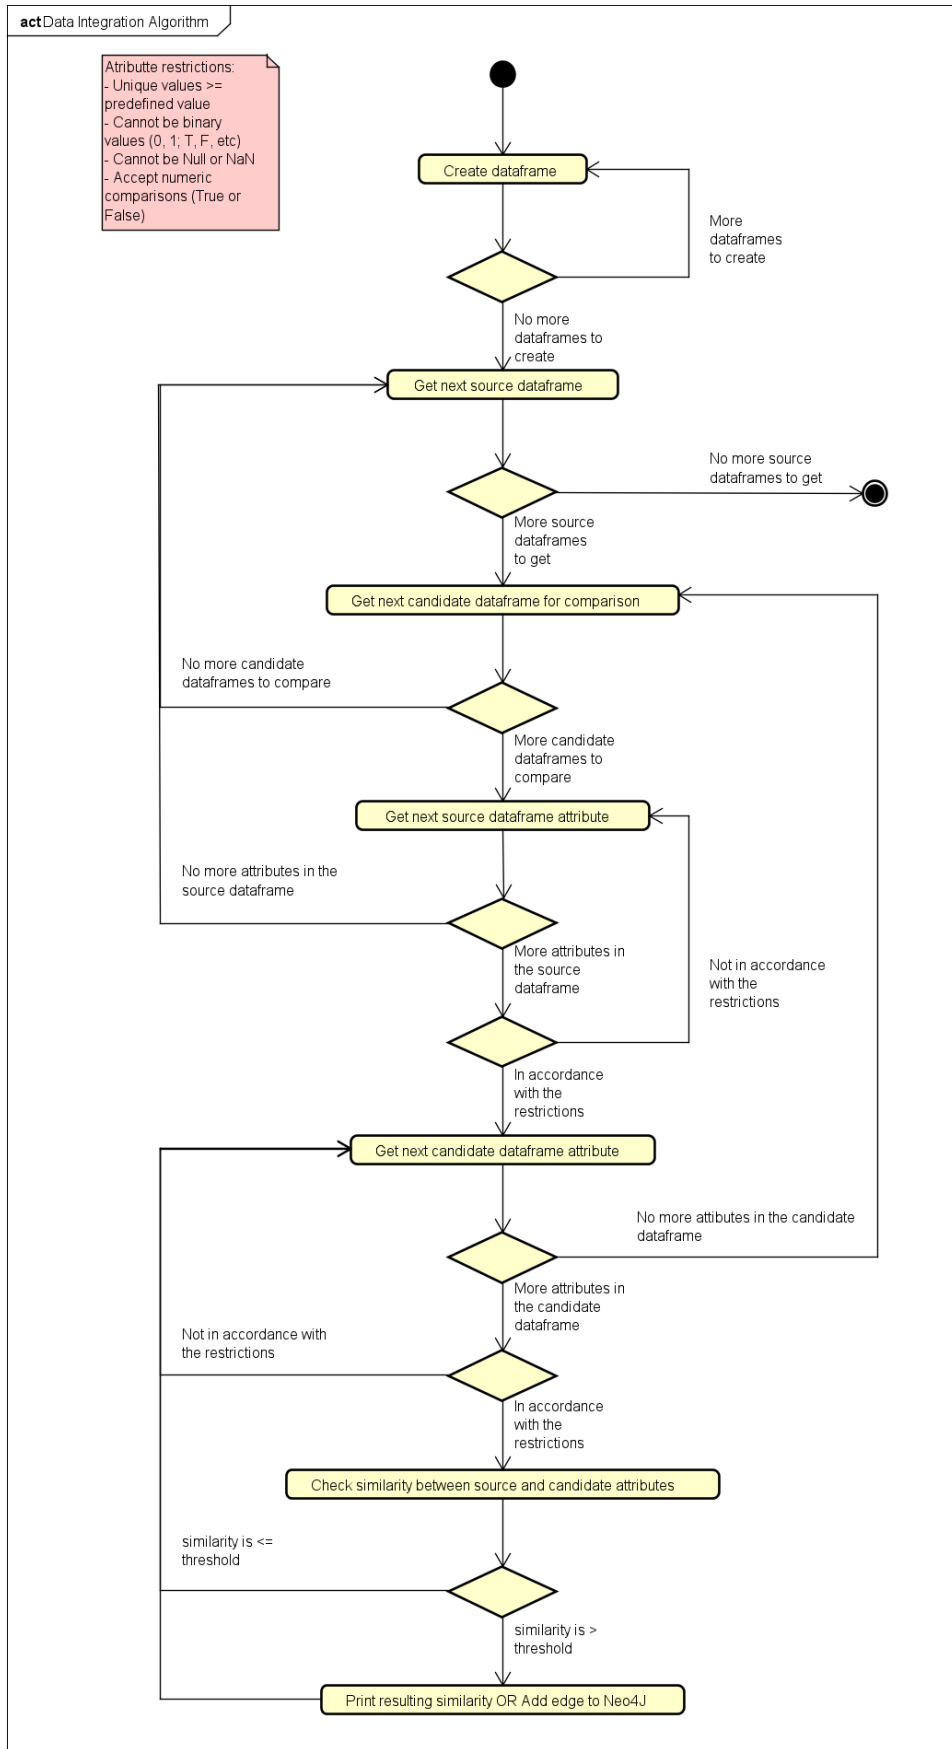 act Data Integration Algorithm
Atributte restrictions:
- Unique values >=
predefined value
- Cannot be binary
values (0, 1; T, F, etc)
- Cannot be Null or NaN
- Accept numeric
comparisons (True or
False)
Create dataframe
More
dataframes
to create
No more
dataframes to
create
Get next source dataframe
No more source
dataframes to get
More source
dataframes
to get
Get next candidate dataframe for comparison
No more candidate
dataframes to compare
More candidate
dataframes to
compare
Get next source dataframe attribute
No more attributes in the
source dataframe
More attributes in
the source
dataframe
Not in accordance
with the
restrictions
In accordance
with the
restrictions
Get next candidate dataframe attribute
No more attibutes in the candidate
dataframe
More attributes in
the candidate
dataframe
Not in accordance with
the restrictions
In accordance
with the
restrictions
Check similarity between source and candidate attributes
similarity is <=
threshold
similarity is >
threshold
Print resulting similarity OR Add edge to Neo4J